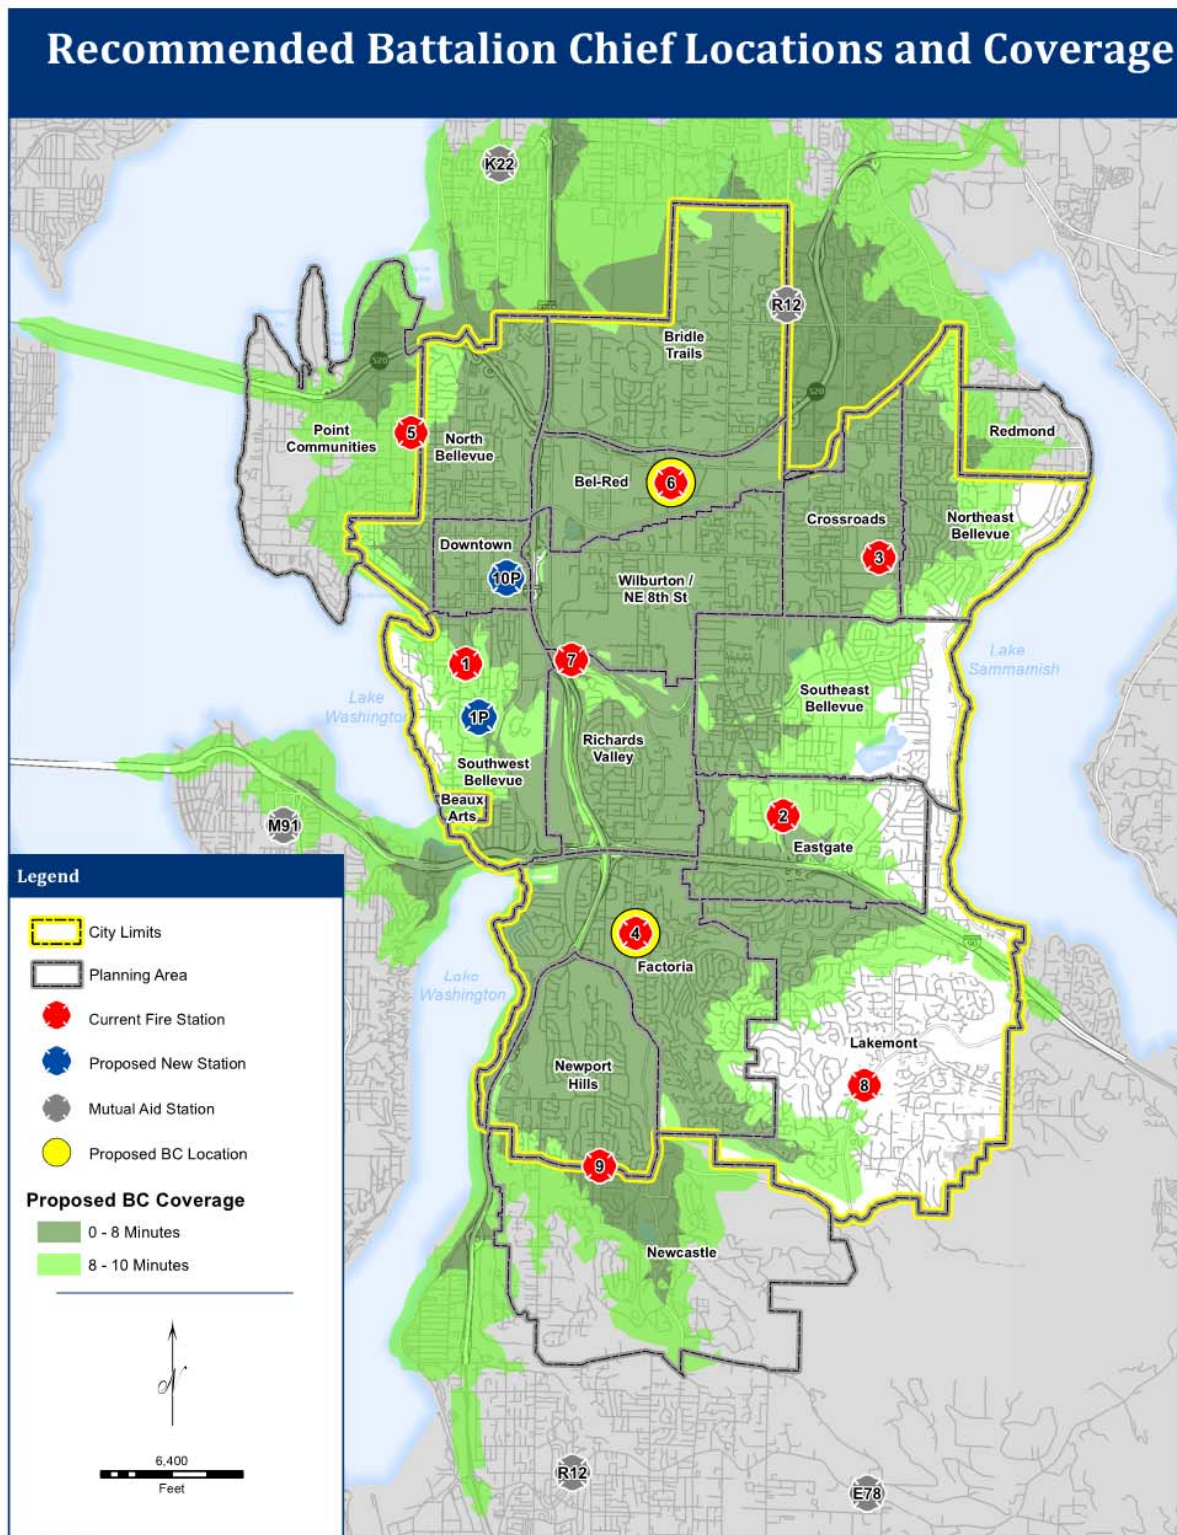 Recommended Battalion Chief Locations and Coverage
K22
R12
Bridle
Trails
520
520
Point
Communities
5
North
Bellevue
Redmond
Bel-Red
6
Crossroads
Northeast
Bellevue
Downtown
3
10P
Wilburton /
NE 8th St
1
7
Lake
Sammamish
Lake
Washington
Southeast
Bellevue
1P
Richards
Valley
Southwest
Bellevue
Beaux
Arts
2
M91
Eastgate
4
90
Factoria
Lake
Washington
Lakemont
Newport
Hills
8
9
Newcastle
R12
E78
Legend
City Limits
Planning Area
Current Fire Station
Proposed New Station
Mutual Aid Station
Proposed BC Location
Proposed BC Coverage
0 - 8 Minutes
8 - 10 Minutes
N
6,400
Feet